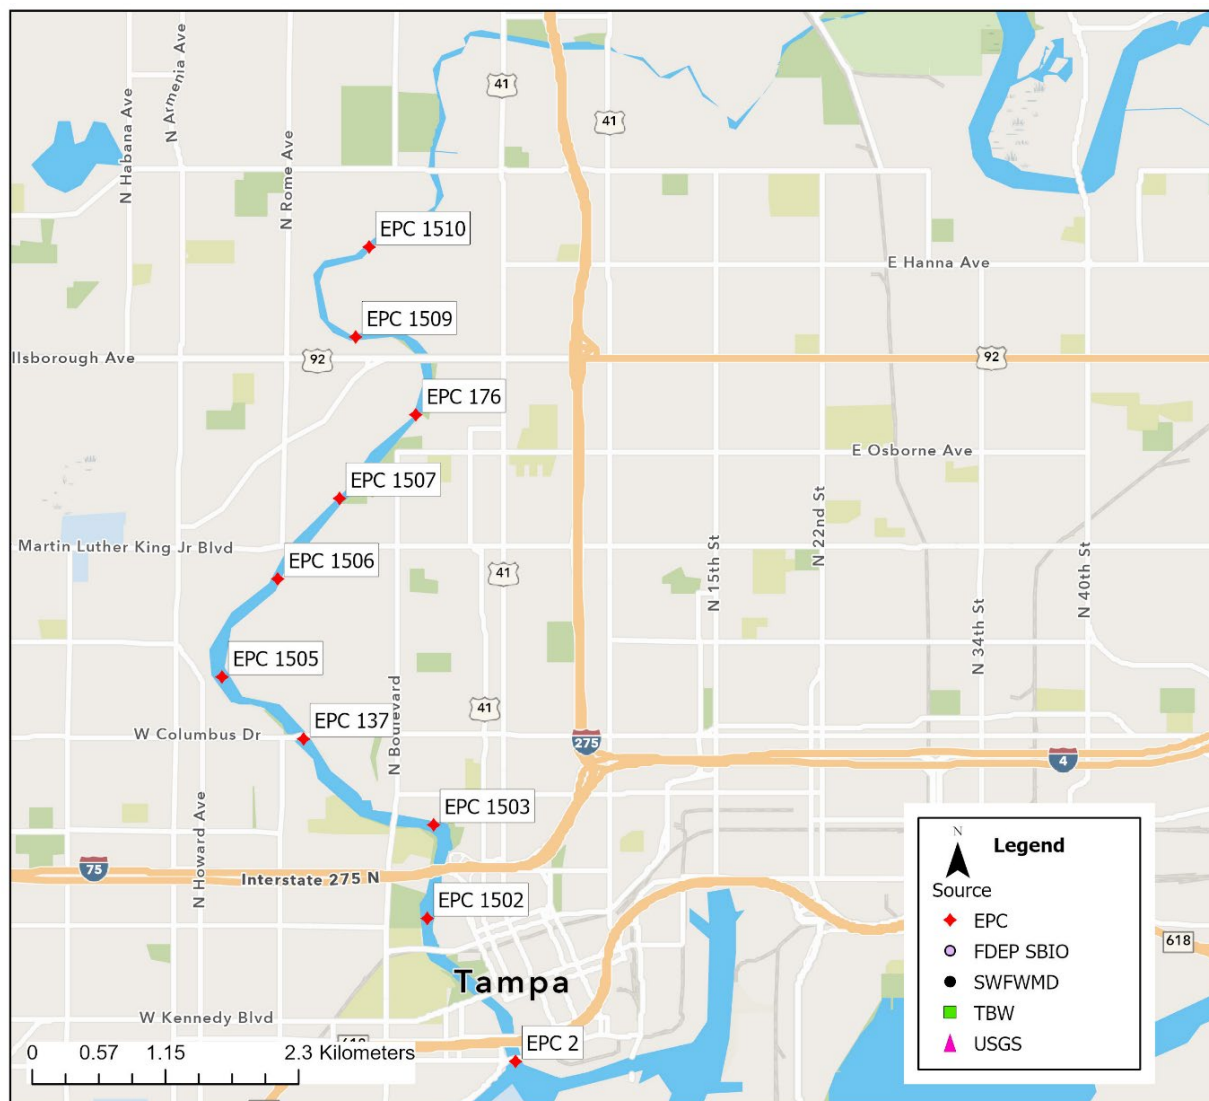 N Armenia Ave
N Habana Ave
N Rome Ave
41
41
EPC 1510
E Hanna Ave
EPC 1509
llsborough Ave
92
92
EPC 176
E Osborne Ave
EPC 1507
N 22nd St
Martin Luther King Jr Blvd
EPC 1506
41
N 15th St
N 40th St
N 34th St
EPC 1505
N Boulevard
41
EPC 137
W Columbus Dr
275
4
EPC 1503
N Howard Ave
75
Interstate 275 N
EPC 1502
Tampa
W Kennedy Blvd
618
EPC 2
0 0.57 1.15 2.3 Kilometers
618
N
Legend
Source
EPC
FDEP SBIO
SWFWMD
TBW
USGS